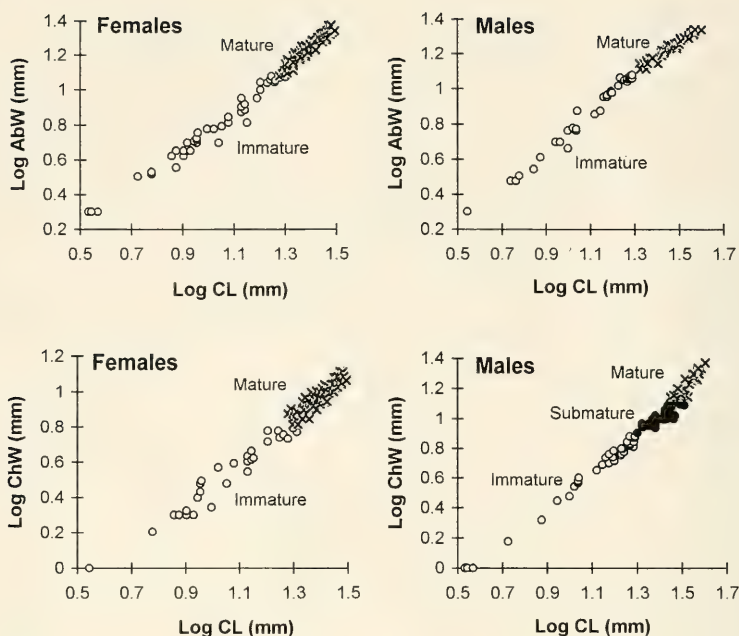 Females
Mature
Immature
Log AbW (mm)
1.4
1.2
1
0.8
0.6
0.4
0.2
0.5 0.7 0.9 1.1 1.3 1.5
Log CL (mm)
Males
Mature
Immature
Log AbW (mm)
1.4
1.2
1
0.8
0.6
0.4
0.2
0.5 0.7 0.9 1.1 1.3 1.5 1.7
Log CL (mm)
Females
Mature
Immature
Log ChW (mm)
1.2
1
0.8
0.6
0.4
0.2
0
0.5 0.7 0.9 1.1 1.3 1.5
Log CL (mm)
Males
Mature
Submature
Immature
Log ChW (mm)
1.4
1.2
1
0.8
0.6
0.4
0.2
0
0.5 0.7 0.9 1.1 1.3 1.5 1.7
Log CL (mm)